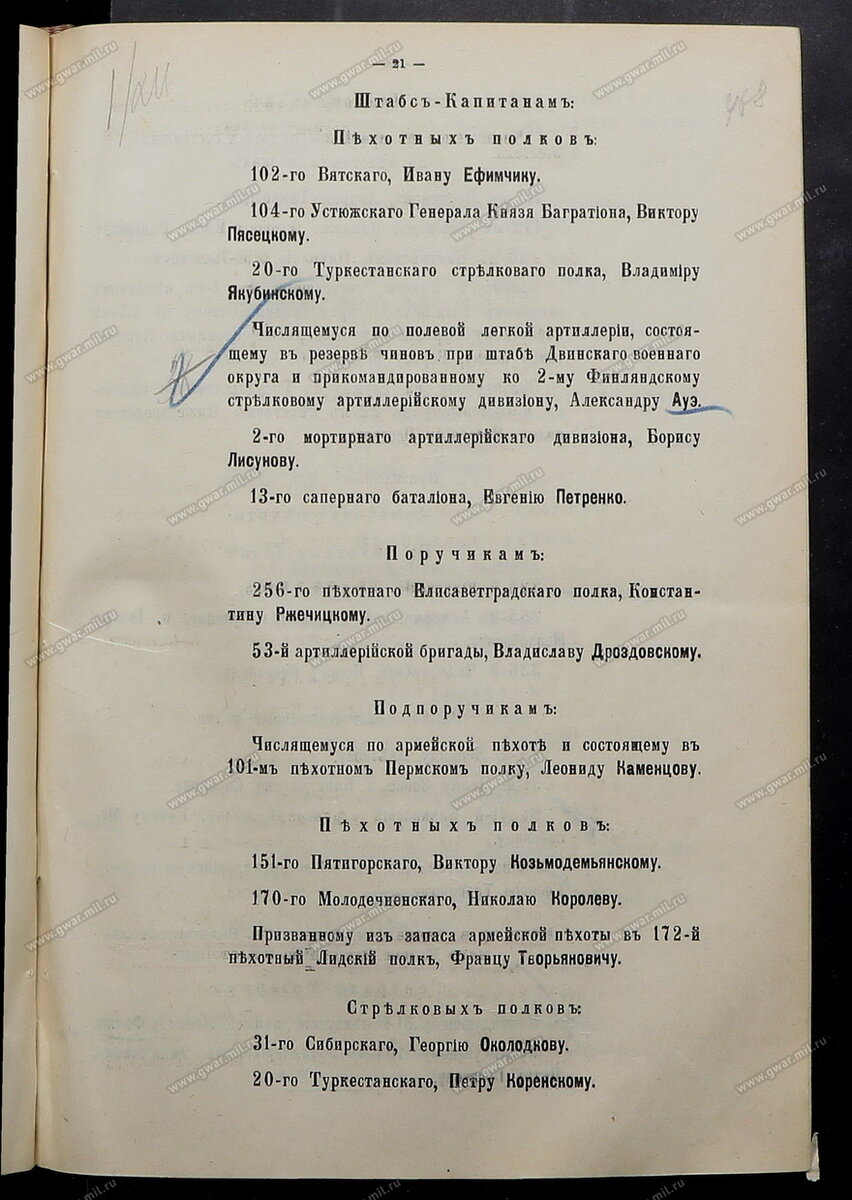 — 21 —
Штабсъ-Капитанамъ:
Пѣхотныхъ полковъ:
102-го Вятскаго, Ивану Ефимчику.
104-го Устюжскаго Генерала Князя Багратіона, Виктору
Пясецкому.
20-го Туркестанскаго стрѣлковаго полка, Владиміру
Якубинскому.
Числящемуся по полевой легкой артиллеріи, состоя-
щему въ резервѣ чиновъ при штабѣ Двинскаго военнаго
округа и прикомандированному ко 2-му Финляндскому
стрѣлковому артиллерійскому дивизіону, Александру Ауэ.
2-го мортирнаго артиллерійскаго дивизіона, Борису
Лисунову.
13-го сапернаго баталіона, Евгенію Петренко.
Поручикамъ:
256-го пѣхотнаго Елисаветградскаго полка, Констан-
тину Ржечицкому.
53-й артиллерійской бригады, Владиславу Дроздовскому.
Подпоручикамъ:
Числящемуся по армейской пѣхотѣ и состоящему въ
101-мъ пѣхотномъ Пермскомъ полку, Леониду Каменцову.
Пѣхотныхъ полковъ:
151-го Пятигорскаго, Виктору Козьмодемьянскому.
170-го Молодечненскаго, Николаю Королеву.
Призванному изъ запаса армейской пѣхоты въ 172-й
пѣхотный Лидскій полкъ, Францу Творьяновичу.
Стрѣлковыхъ полковъ:
31-го Сибирскаго, Георгію Околодкову.
20-го Туркестанскаго, Петру Коренскому.
www.gwar.mil.ru